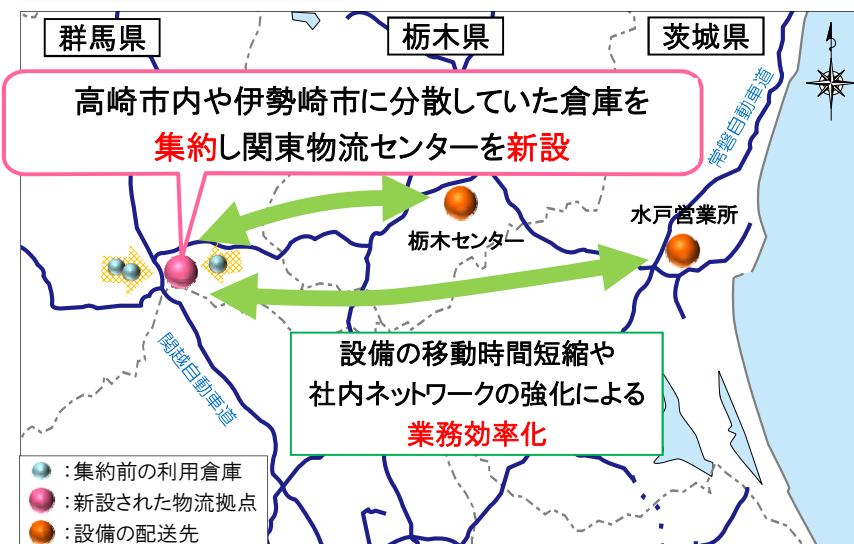 群馬県
栃木県
茨城県
高崎市内や伊勢崎市に分散していた倉庫を
集約し関東物流センターを新設
常磐自動車道
水戸営業所
栃木センター
関越自動車道
設備の移動時間短縮や
社内ネットワークの強化による
業務効率化
:集約前の利用倉庫
:新設された物流拠点
:設備の配送先